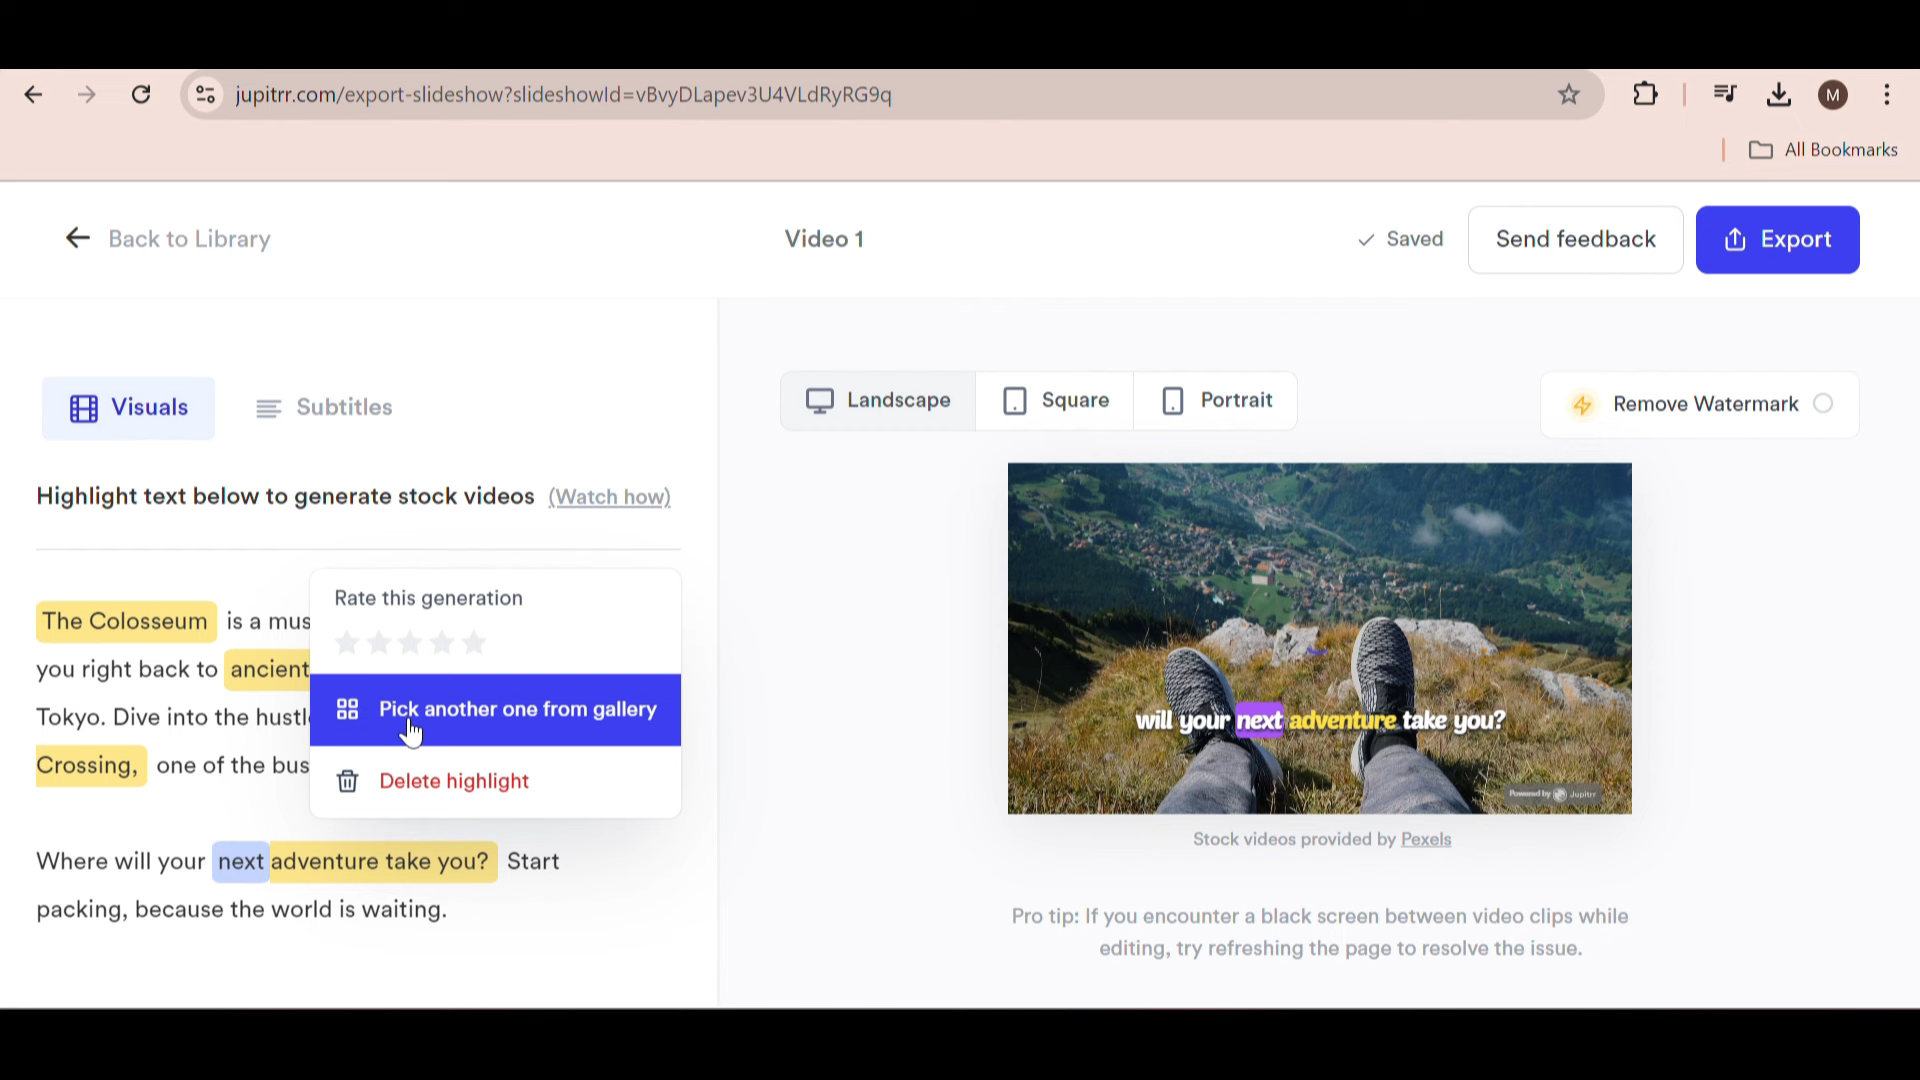 jupitrr.com/export-slideshow?slideshowId=vBvyDLapev3U4VLdRyRG9q
M
All Bookmarks
Back to Library
Video 1
Saved
Send feedback
Export
Visuals
Subtitles
Landscape
Square
Portrait
Remove Watermark
Highlight text below to generate stock videos (Watch how)
Rate this generation
The Colosseum is a mus
you right back to ancient
Pick another one from gallery
Tokyo. Dive into the hustl
Crossing, one of the bus
Delete highlight
Where will your next adventure take you? Start
packing, because the world is waiting.
will your next adventure take you?
Powered by Jupitrr
Stock videos provided by Pexels
Pro tip: If you encounter a black screen between video clips while
editing, try refreshing the page to resolve the issue.